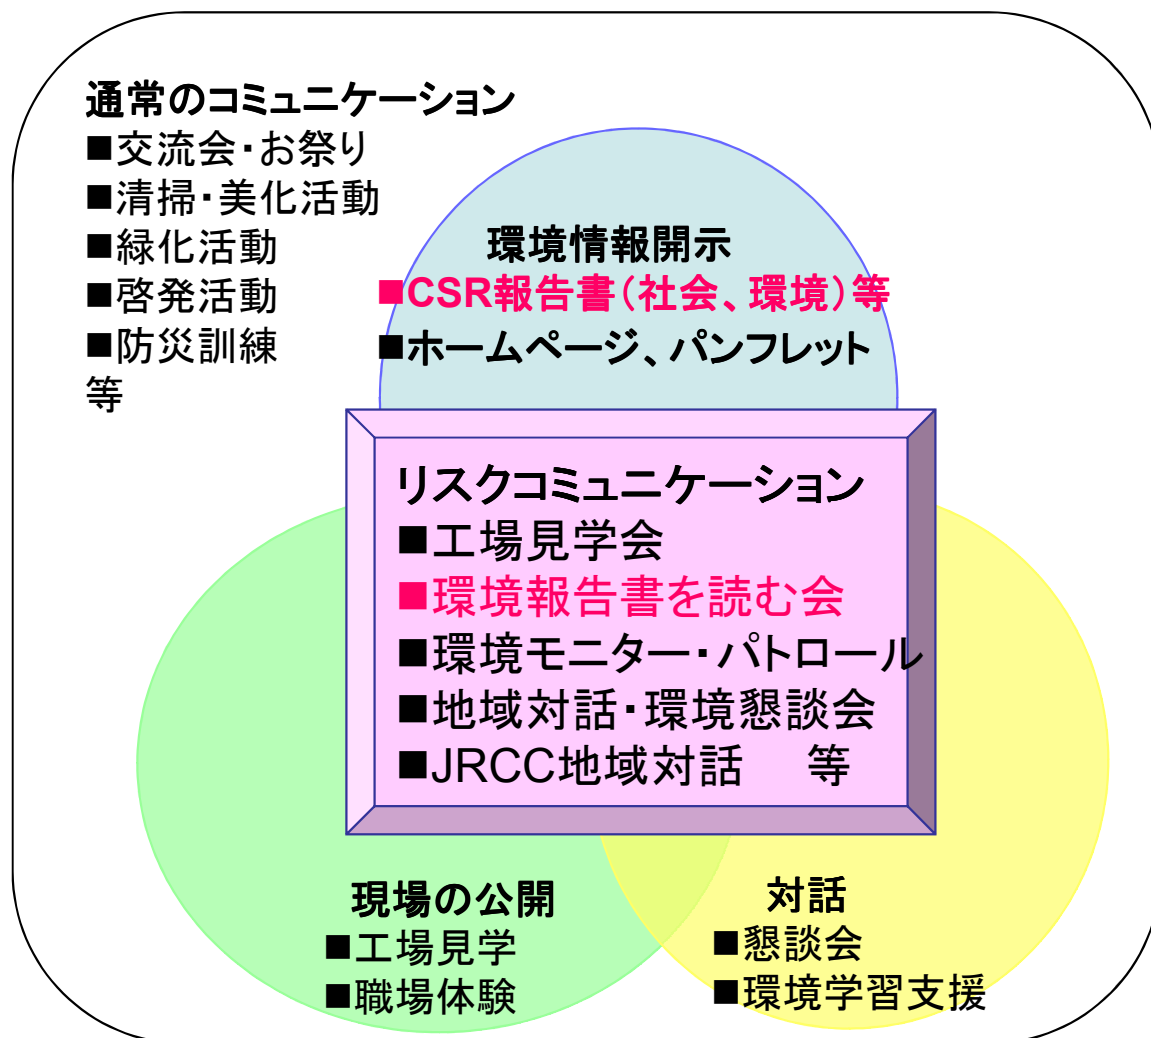 通常のコミュニケーション
■交流会・お祭り
■清掃・美化活動
■緑化活動
■啓発活動
■防災訓練
等
環境情報開示
■CSR報告書(社会、環境)等
■ホームページ、パンフレット
リスクコミュニケーション
■工場見学会
■環境報告書を読む会
■環境モニター・パトロール
■地域対話・環境懇談会
■JRCC地域対話　等
現場の公開
■工場見学
■職場体験
対話
■懇談会
■環境学習支援